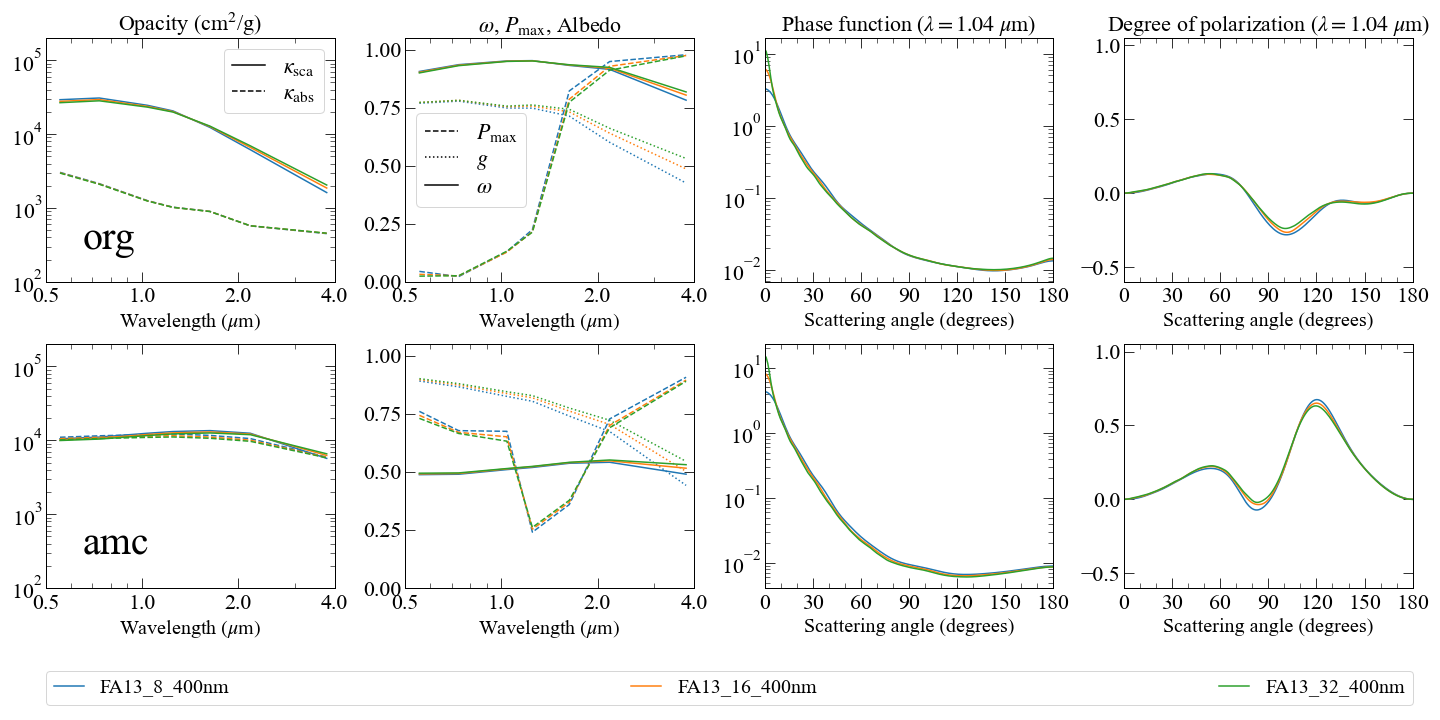 Opacity (cm²/g)
10⁵
10⁴
10³
10²
κsca
κabs
org
0.5 1.0 2.0 4.0
Wavelength (μm)
ω, Pmax, Albedo
1.00
0.75
0.50
0.25
0.00
Pmax
g
ω
0.5 1.0 2.0 4.0
Wavelength (μm)
Phase function (λ = 1.04 μm)
10¹
10⁰
10⁻¹
10⁻²
0 30 60 90 120 150 180
Scattering angle (degrees)
Degree of polarization (λ = 1.04 μm)
1.0
0.5
0.0
−0.5
0 30 60 90 120 150 180
Scattering angle (degrees)
10⁵
10⁴
10³
10²
amc
0.5 1.0 2.0 4.0
Wavelength (μm)
1.00
0.75
0.50
0.25
0.00
0.5 1.0 2.0 4.0
Wavelength (μm)
10¹
10⁰
10⁻¹
10⁻²
0 30 60 90 120 150 180
Scattering angle (degrees)
1.0
0.5
0.0
−0.5
0 30 60 90 120 150 180
Scattering angle (degrees)
FA13_8_400nm FA13_16_400nm FA13_32_400nm